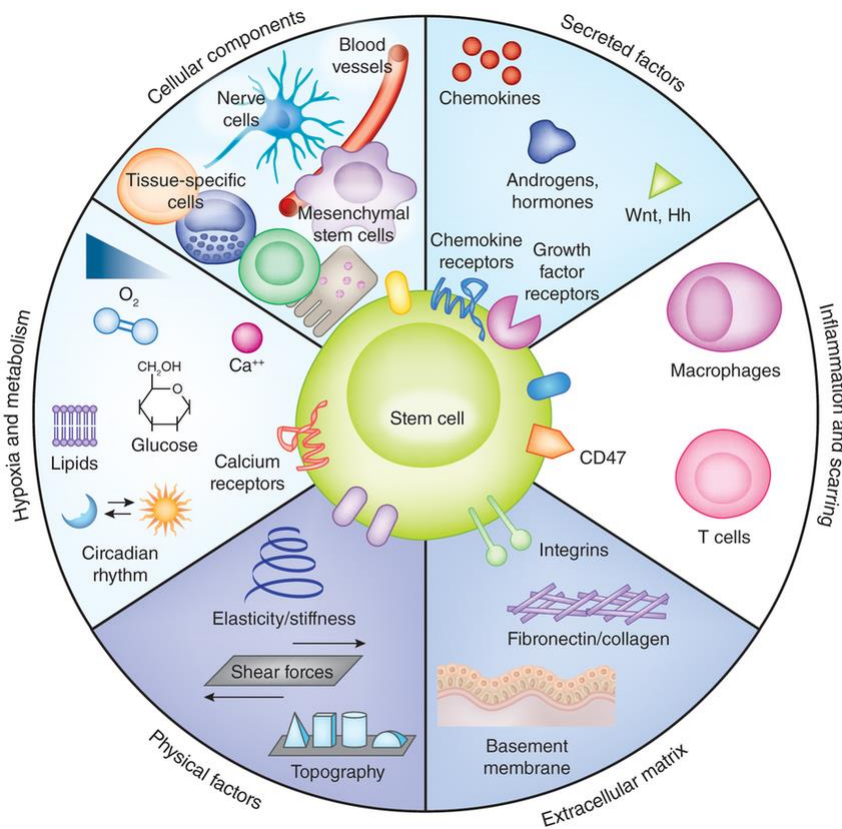 Cellular components
Blood
vessels
Nerve
cells
Tissue-specific
cells
Mesenchymal
stem cells
Secreted factors
Chemokines
Androgens,
hormones
Wnt, Hh
Chemokine
receptors
Growth
factor
receptors
Inflammation and scarring
Macrophages
CD47
T cells
Extracellular matrix
Integrins
Fibronectin/collagen
Basement
membrane
Physical factors
Elasticity/stiffness
Shear forces
Topography
Hypoxia and metabolism
O₂
Ca⁺⁺
CH₂OH
O
Glucose
Lipids
Calcium
receptors
Circadian
rhythm
Stem cell